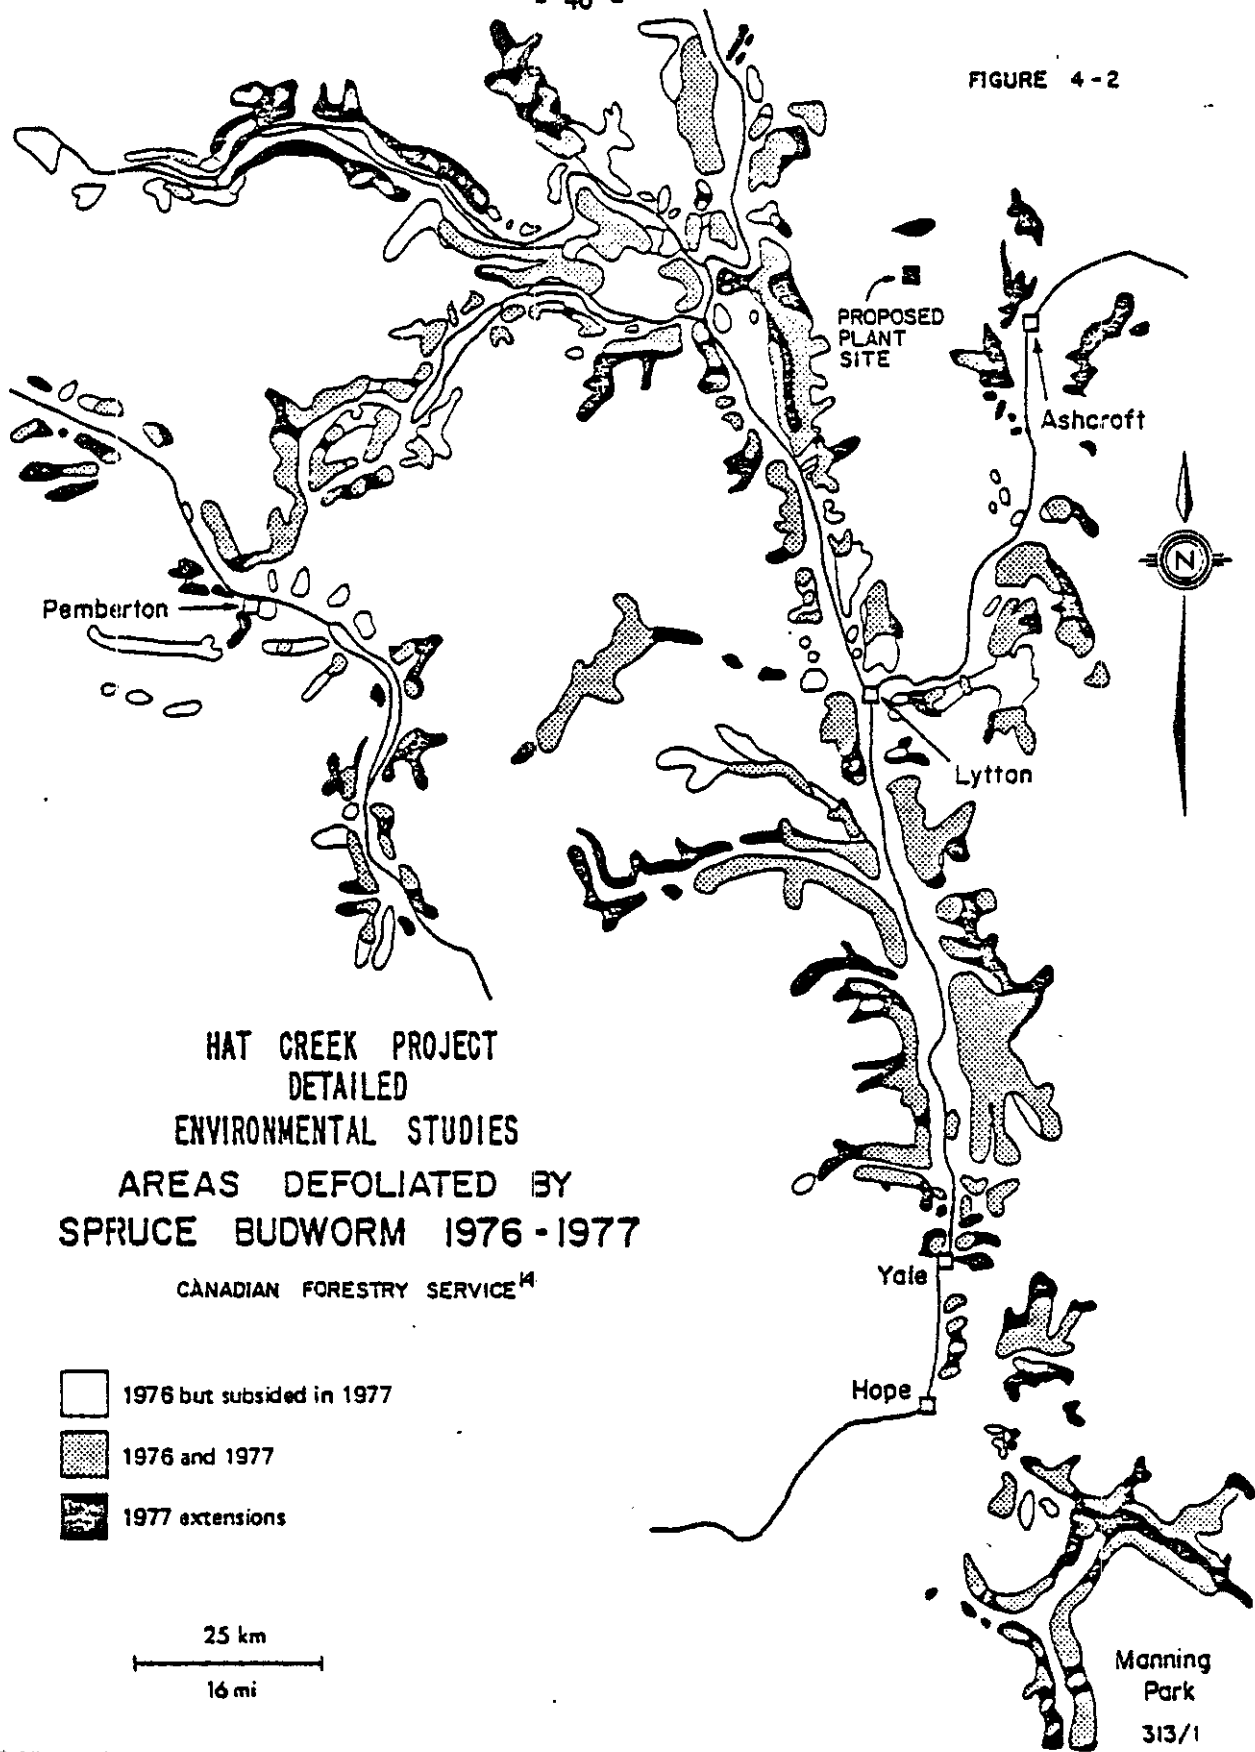 - 40 -
FIGURE 4-2
PROPOSED
PLANT
SITE
Ashcroft
N
Pemberton
Lytton
HAT CREEK PROJECT
DETAILED
ENVIRONMENTAL STUDIES
AREAS DEFOLIATED BY
SPRUCE BUDWORM 1976-1977
CANADIAN FORESTRY SERVICE14
Yale
Hope
1976 but subsided in 1977
1976 and 1977
1977 extensions
25 km
16 mi
Manning
Park
313/1